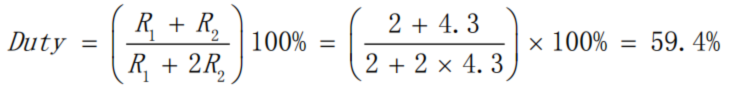 Duty = ( (R₁ + R₂) / (R₁ + 2R₂) ) 100% = ( (2 + 4.3) / (2 + 2 × 4.3) ) × 100% = 59.4%